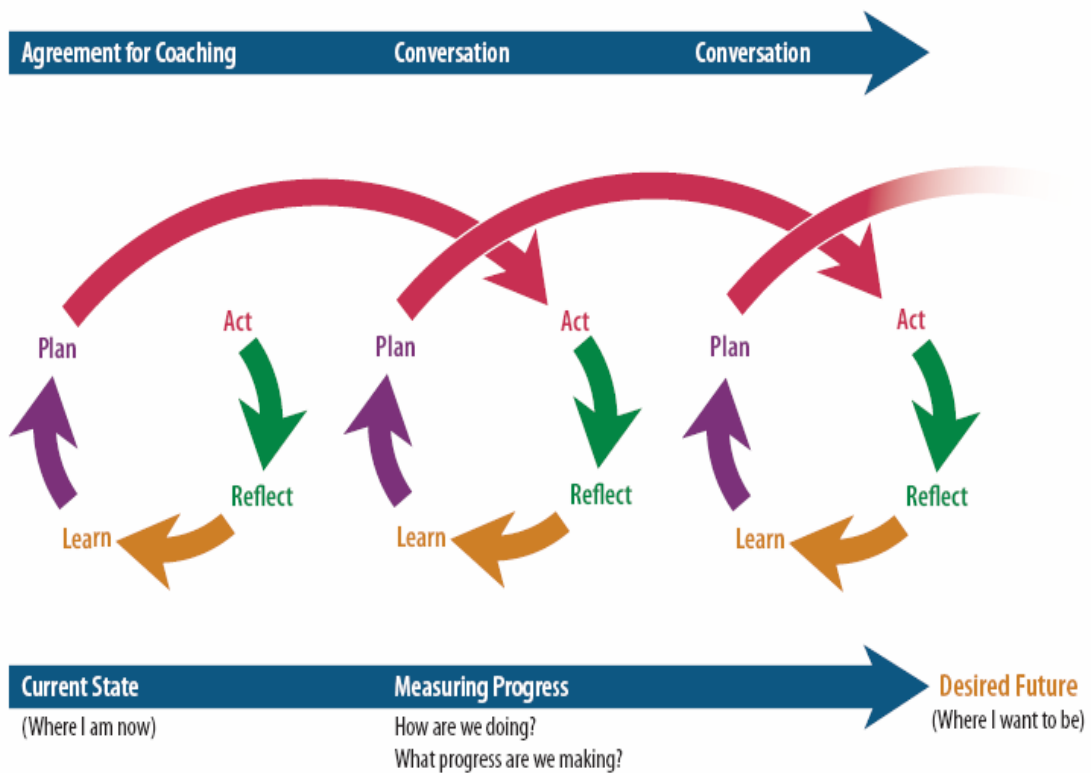 Agreement for Coaching
Conversation
Conversation
Plan
Act
Reflect
Learn
Plan
Act
Reflect
Learn
Plan
Act
Reflect
Learn
Current State
(Where I am now)
Measuring Progress
How are we doing?
What progress are we making?
Desired Future
(Where I want to be)